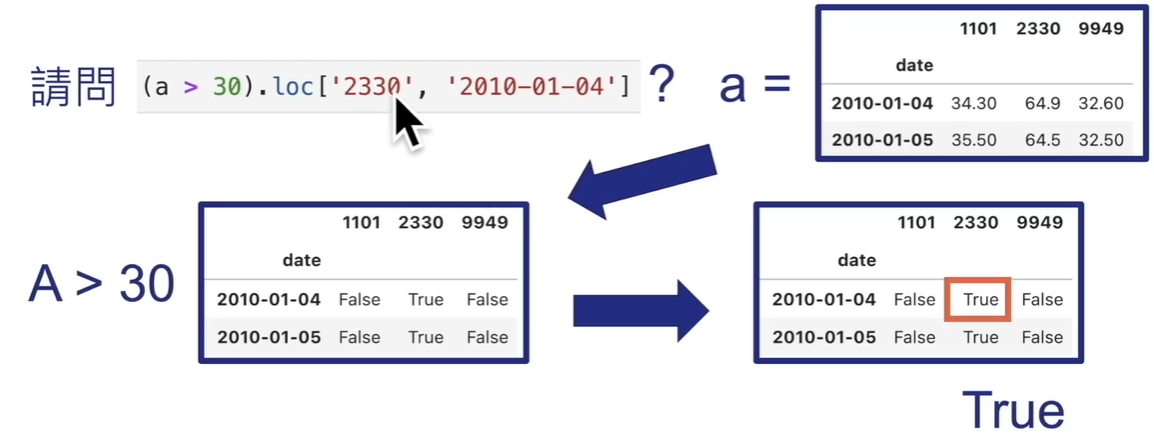 請問 (a > 30).loc['2330', '2010-01-04'] ? a =
1101 2330 9949
date
2010-01-04 34.30 64.9 32.60
2010-01-05 35.50 64.5 32.50
A > 30
1101 2330 9949
date
2010-01-04 False True False
2010-01-05 False True False
1101 2330 9949
date
2010-01-04 False True False
2010-01-05 False True False
True